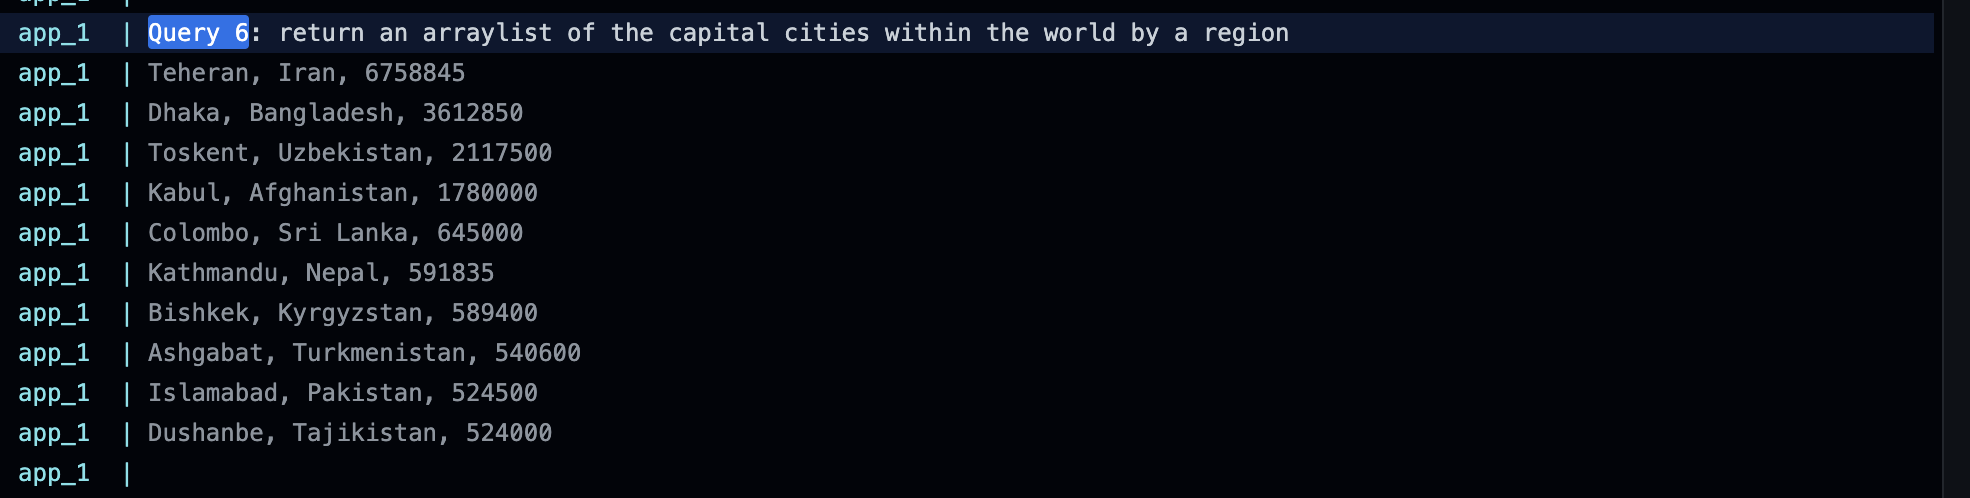 app_1 | Query 6: return an arraylist of the capital cities within the world by a region
app_1 | Teheran, Iran, 6758845
app_1 | Dhaka, Bangladesh, 3612850
app_1 | Toskent, Uzbekistan, 2117500
app_1 | Kabul, Afghanistan, 1780000
app_1 | Colombo, Sri Lanka, 645000
app_1 | Kathmandu, Nepal, 591835
app_1 | Bishkek, Kyrgyzstan, 589400
app_1 | Ashgabat, Turkmenistan, 540600
app_1 | Islamabad, Pakistan, 524500
app_1 | Dushanbe, Tajikistan, 524000
app_1 |